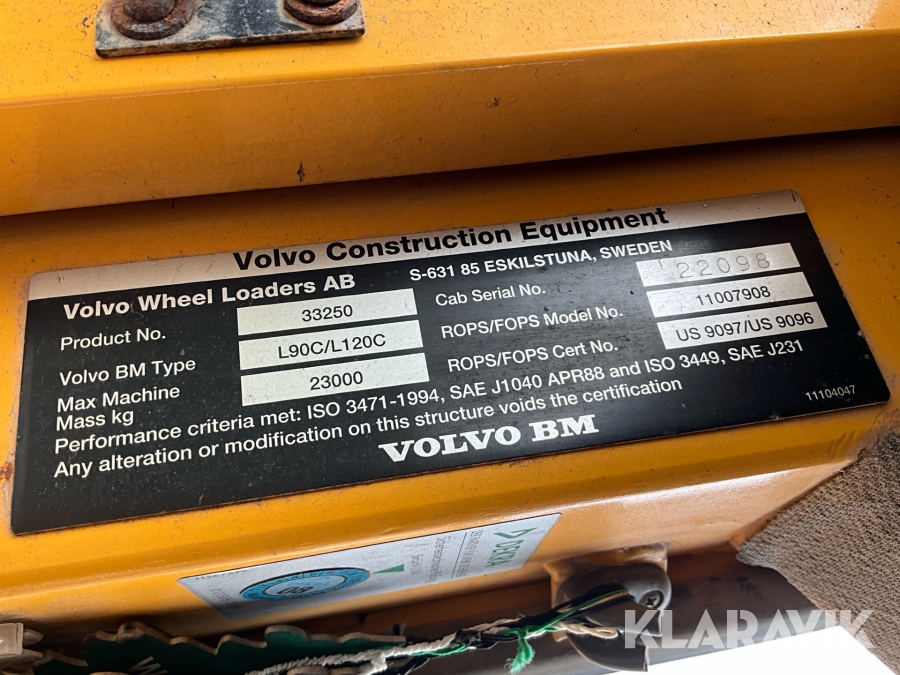 Volvo Construction Equipment
Volvo Wheel Loaders AB
S-631 85 ESKILSTUNA, SWEDEN
Product No. 33250
Volvo BM Type L90C/L120C
Max Machine Mass kg 23000
Cab Serial No. 22098
ROPS/FOPS Model No. 11007908
ROPS/FOPS Cert No. US 9097/US 9096
Performance criteria met: ISO 3471-1994, SAE J1040 APR88 and ISO 3449, SAE J231
Any alteration or modification on this structure voids the certification
11104047
VOLVO BM
DEKRA
KLARAVIK